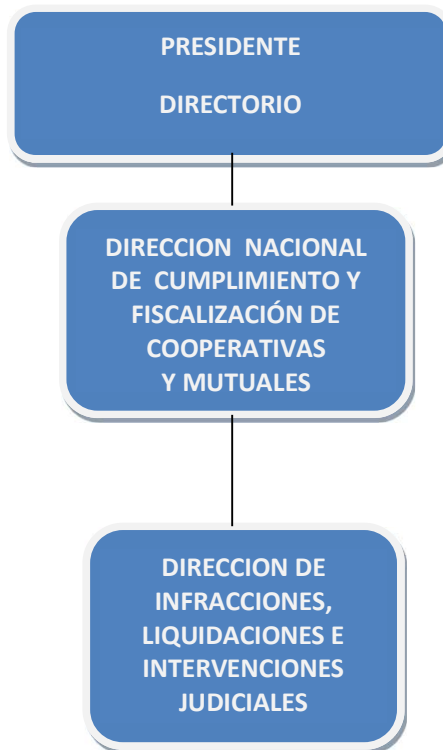 PRESIDENTE
DIRECTORIO
DIRECCION NACIONAL
DE CUMPLIMIENTO Y
FISCALIZACIÓN DE
COOPERATIVAS
Y MUTUALES
DIRECCION DE
INFRACCIONES,
LIQUIDACIONES E
INTERVENCIONES
JUDICIALES